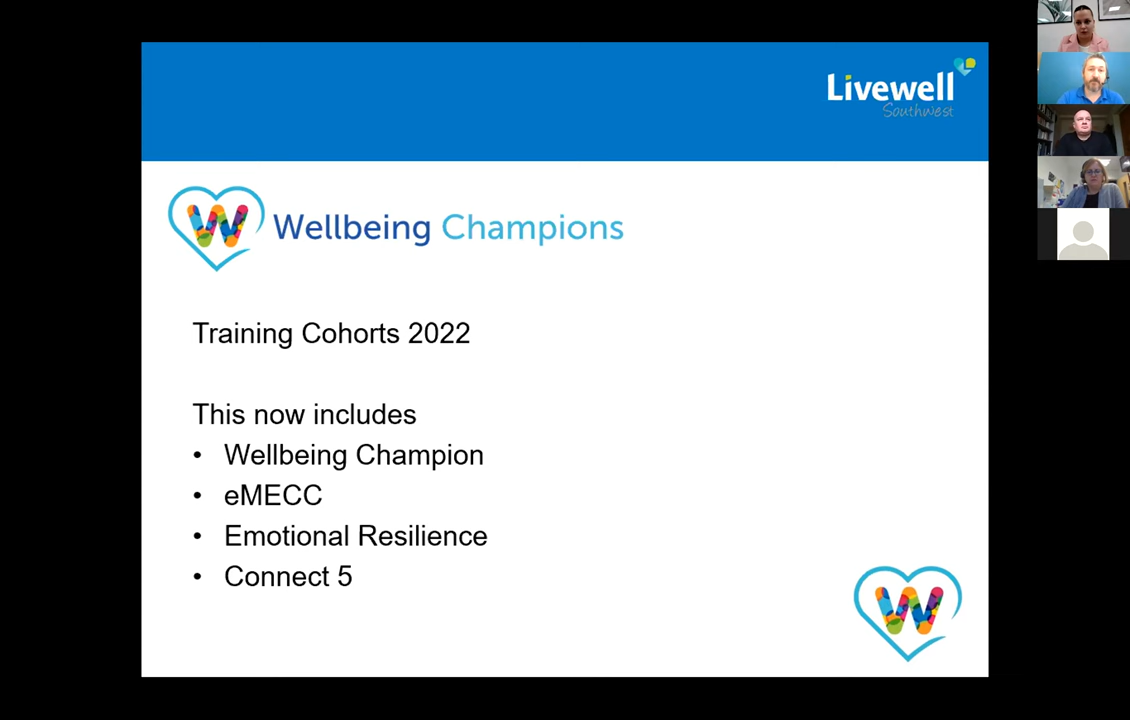 Livewell
Southwest
W Wellbeing Champions
Training Cohorts 2022
This now includes
• Wellbeing Champion
• eMECC
• Emotional Resilience
• Connect 5
W